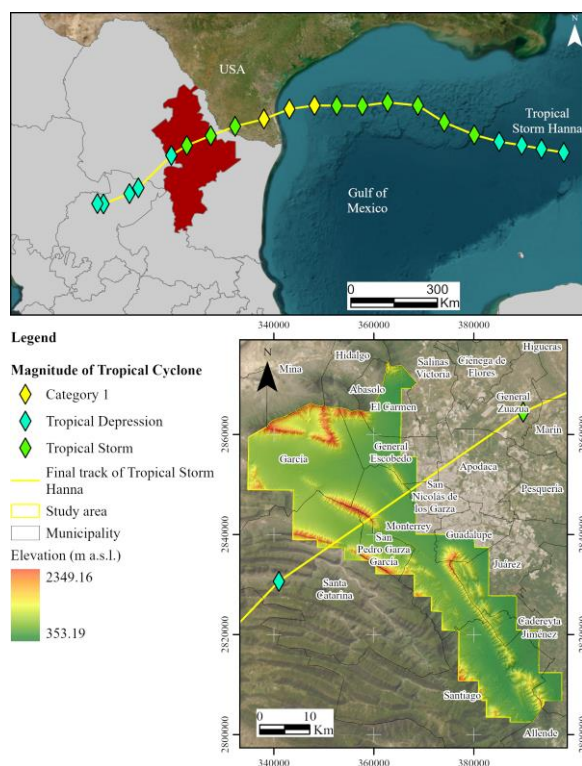 N
USA
Tropical
Storm Hanna
Gulf of
Mexico
0 300
Km
Legend
Magnitude of Tropical Cyclone
Category 1
Tropical Depression
Tropical Storm
Final track of Tropical Storm
Hanna
Study area
Municipality
Elevation (m a.s.l.)
2349.16
353.19
340000 360000 380000
N
Mina
Hidalgo
Abasolo
Salinas
Victoria
Ciénega de
Flores
Higueras
El Carmen
General
Zuazua
Marín
García
General
Escobedo
Apodaca
Pesquería
San
Nicolás de
los Garza
Monterrey
San
Pedro Garza
García
Guadalupe
Juárez
Santa
Catarina
Cadereyta
Jiménez
Santiago
Allende
2860000
2840000
2820000
2800000
2860000
2840000
2820000
2800000
0 10
Km
340000 360000 380000